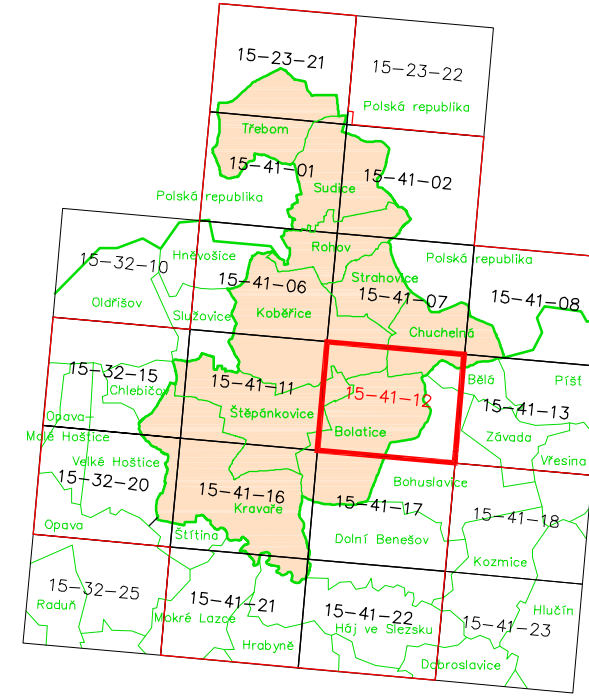 15-23-21
15-23-22
Polská republika
Třebom
15-41-01
15-41-02
Sudice
Polská republika
Rohov
Hněvošice
Polská republika
15-32-10
15-41-06
Strahovice
15-41-07
15-41-08
Oldřišov
Služovice
Kobeřice
Chuchelná
15-32-15
15-41-11
Bělá
Píšť
Chlebičov
15-41-12
15-41-13
Opava-
Štěpánkovice
Malé Hoštice
Bolatice
Závada
Velké Hoštice
Vřesina
15-32-20
15-41-16
Bohuslavice
Kravaře
15-41-17
15-41-18
Opava
Štítina
Dolní Benešov
Kozmice
15-32-25
Raduň
15-41-21
15-41-22
Hlučín
Mokré Lazce
Háj ve Slezsku
15-41-23
Hrabyně
Dobroslavice